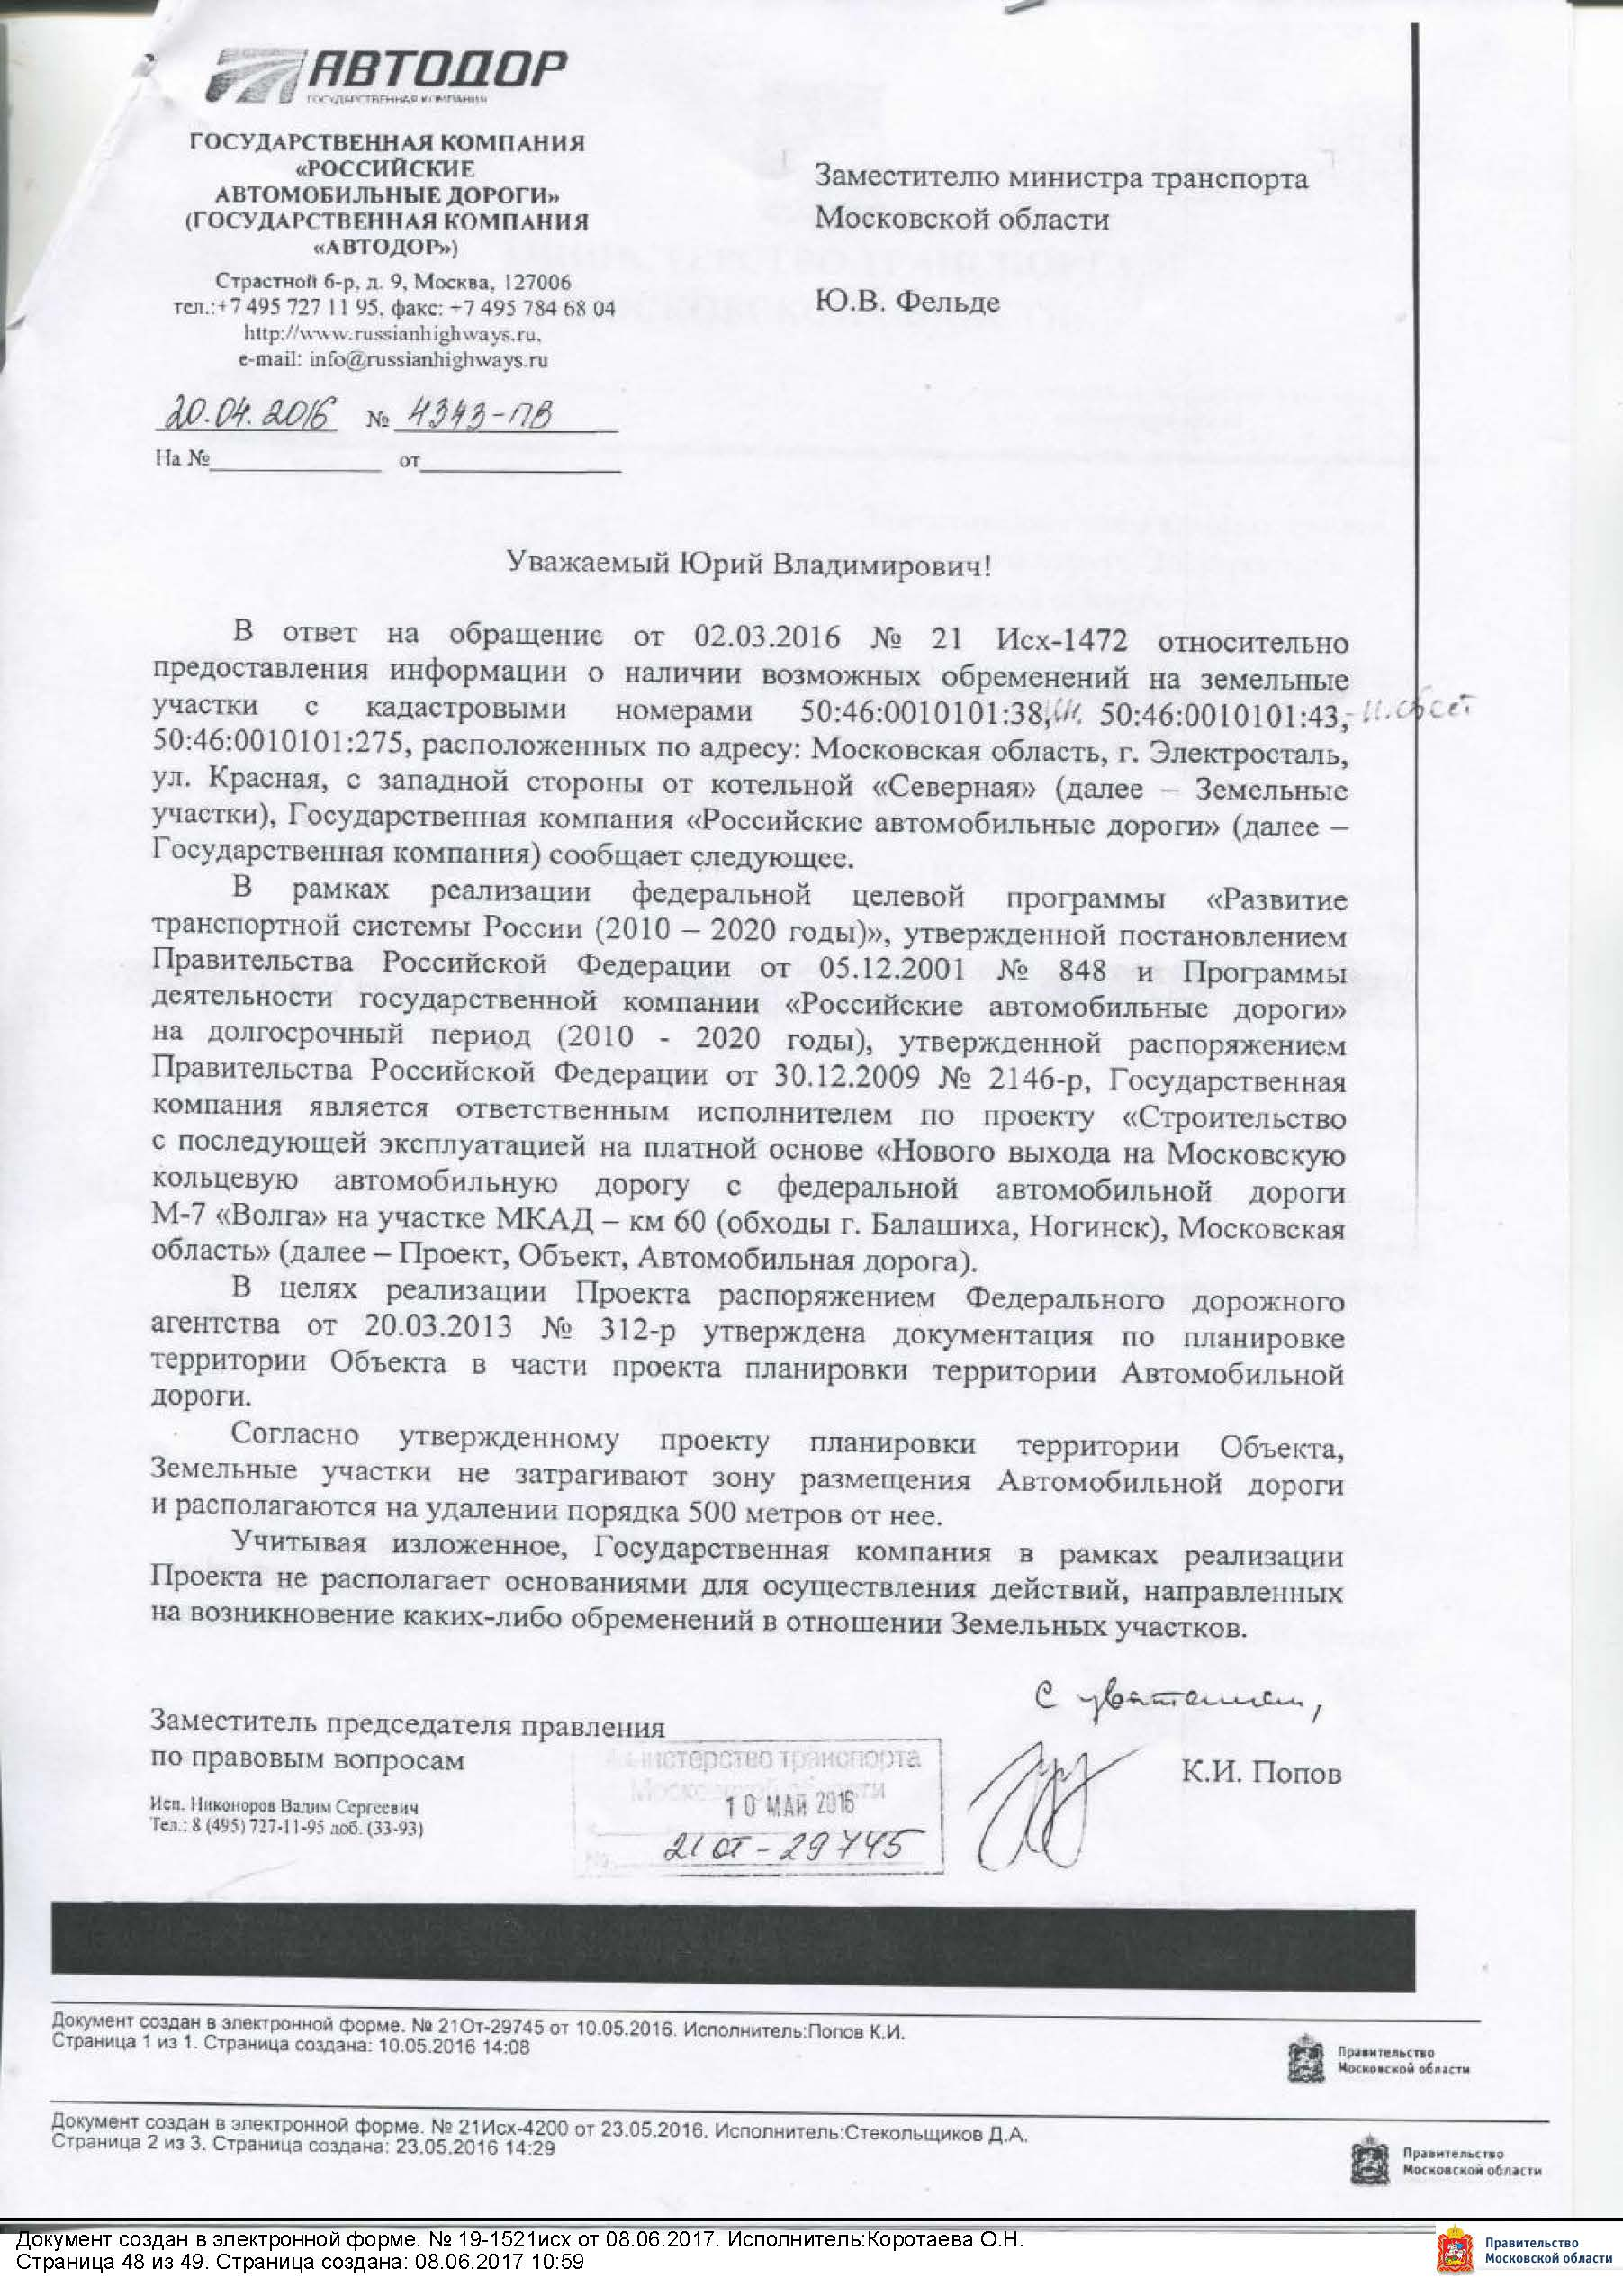 АВТОДОР
ГОСУДАРСТВЕННАЯ КОМПАНИЯ
ГОСУДАРСТВЕННАЯ КОМПАНИЯ
«РОССИЙСКИЕ
АВТОМОБИЛЬНЫЕ ДОРОГИ»
(ГОСУДАРСТВЕННАЯ КОМПАНИЯ
«АВТОДОР»)
Страстной б-р, д. 9, Москва, 127006
тел.:+7 495 727 11 95, факс: +7 495 784 68 04
http://www.russianhighways.ru,
e-mail: info@russianhighways.ru
20.04.2016 № 4343-ПВ
На № от
Заместителю министра транспорта
Московской области
Ю.В. Фельде
Уважаемый Юрий Владимирович!
В ответ на обращение от 02.03.2016 № 21 Исх-1472 относительно
предоставления информации о наличии возможных обременений на земельные
участки с кадастровыми номерами 50:46:0010101:38, 50:46:0010101:43,
50:46:0010101:275, расположенных по адресу: Московская область, г. Электросталь,
ул. Красная, с западной стороны от котельной «Северная» (далее – Земельные
участки), Государственная компания «Российские автомобильные дороги» (далее –
Государственная компания) сообщает следующее.
В рамках реализации федеральной целевой программы «Развитие
транспортной системы России (2010 – 2020 годы)», утвержденной постановлением
Правительства Российской Федерации от 05.12.2001 № 848 и Программы
деятельности государственной компании «Российские автомобильные дороги»
на долгосрочный период (2010 - 2020 годы), утвержденной распоряжением
Правительства Российской Федерации от 30.12.2009 № 2146-р, Государственная
компания является ответственным исполнителем по проекту «Строительство
с последующей эксплуатацией на платной основе «Нового выхода на Московскую
кольцевую автомобильную дорогу с федеральной автомобильной дороги
М-7 «Волга» на участке МКАД – км 60 (обходы г. Балашиха, Ногинск), Московская
область» (далее – Проект, Объект, Автомобильная дорога).
В целях реализации Проекта распоряжением Федерального дорожного
агентства от 20.03.2013 № 312-р утверждена документация по планировке
территории Объекта в части проекта планировки территории Автомобильной
дороги.
Согласно утвержденному проекту планировки территории Объекта,
Земельные участки не затрагивают зону размещения Автомобильной дороги
и располагаются на удалении порядка 500 метров от нее.
Учитывая изложенное, Государственная компания в рамках реализации
Проекта не располагает основаниями для осуществления действий, направленных
на возникновение каких-либо обременений в отношении Земельных участков.
С уважением,
Заместитель председателя правления
по правовым вопросам
К.И. Попов
Министерство транспорта
Московской области
10 МАЙ 2016
№ 21 от - 29745
Исп. Никоноров Вадим Сергеевич
Тел.: 8 (495) 727-11-95 доб. (33-93)
Документ создан в электронной форме. № 21От-29745 от 10.05.2016. Исполнитель:Попов К.И.
Страница 1 из 1. Страница создана: 10.05.2016 14:08
Правительство
Московской области
Документ создан в электронной форме. № 21Исх-4200 от 23.05.2016. Исполнитель:Стекольщиков Д.А.
Страница 2 из 3. Страница создана: 23.05.2016 14:29
Правительство
Московской области
Документ создан в электронной форме. № 19-1521исх от 08.06.2017. Исполнитель:Коротаева О.Н.
Страница 48 из 49. Страница создана: 08.06.2017 10:59
Правительство
Московской области